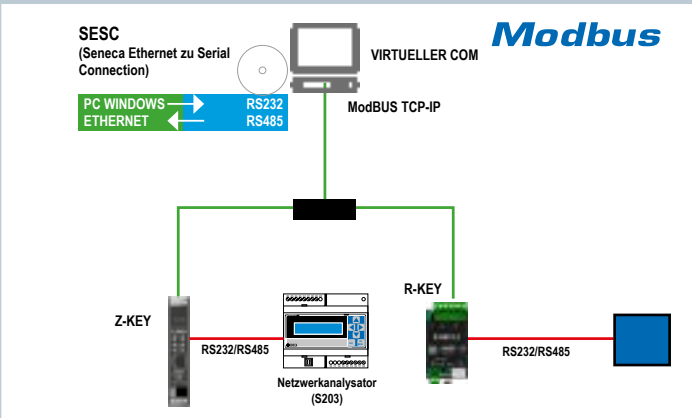 SESC
(Seneca Ethernet zu Serial
Connection)
Modbus
VIRTUELLER COM
PC WINDOWS RS232
ETHERNET RS485
ModBUS TCP-IP
R-KEY
Z-KEY
RS232/RS485
RS232/RS485
Netzwerkanalysator
(S203)